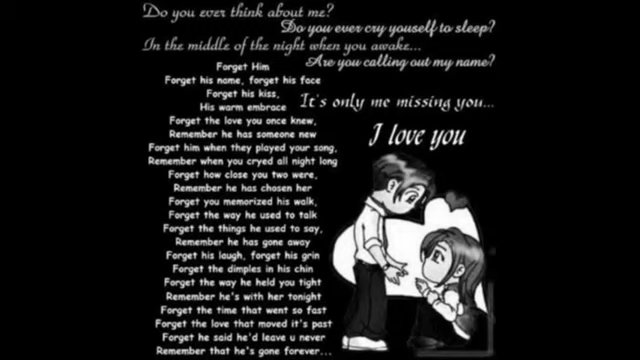 Do you ever think about me?
Do you ever cry youself to sleep?
In the middle of the night when you awake...
Are you calling out my name?
It's only me missing you...
I love you
Forget Him
Forget his name, forget his face
Forget his kiss,
His warm embrace
Forget the love you once knew,
Remember he has someone new
Forget him when they played your song,
Remember when you cryed all night long
Forget how close you two were,
Remember he has chosen her
Forget you memorized his walk,
Forget the way he used to talk
Forget the things he used to say,
Remember he has gone away
Forget his laugh, forget his grin
Forget the dimples in his chin
Forget the way he held you tight
Remember he's with her tonight
Forget the time that went so fast
Forget the love that moved it's past
Forget he said he'd leave u never
Remember that he's gone forever...